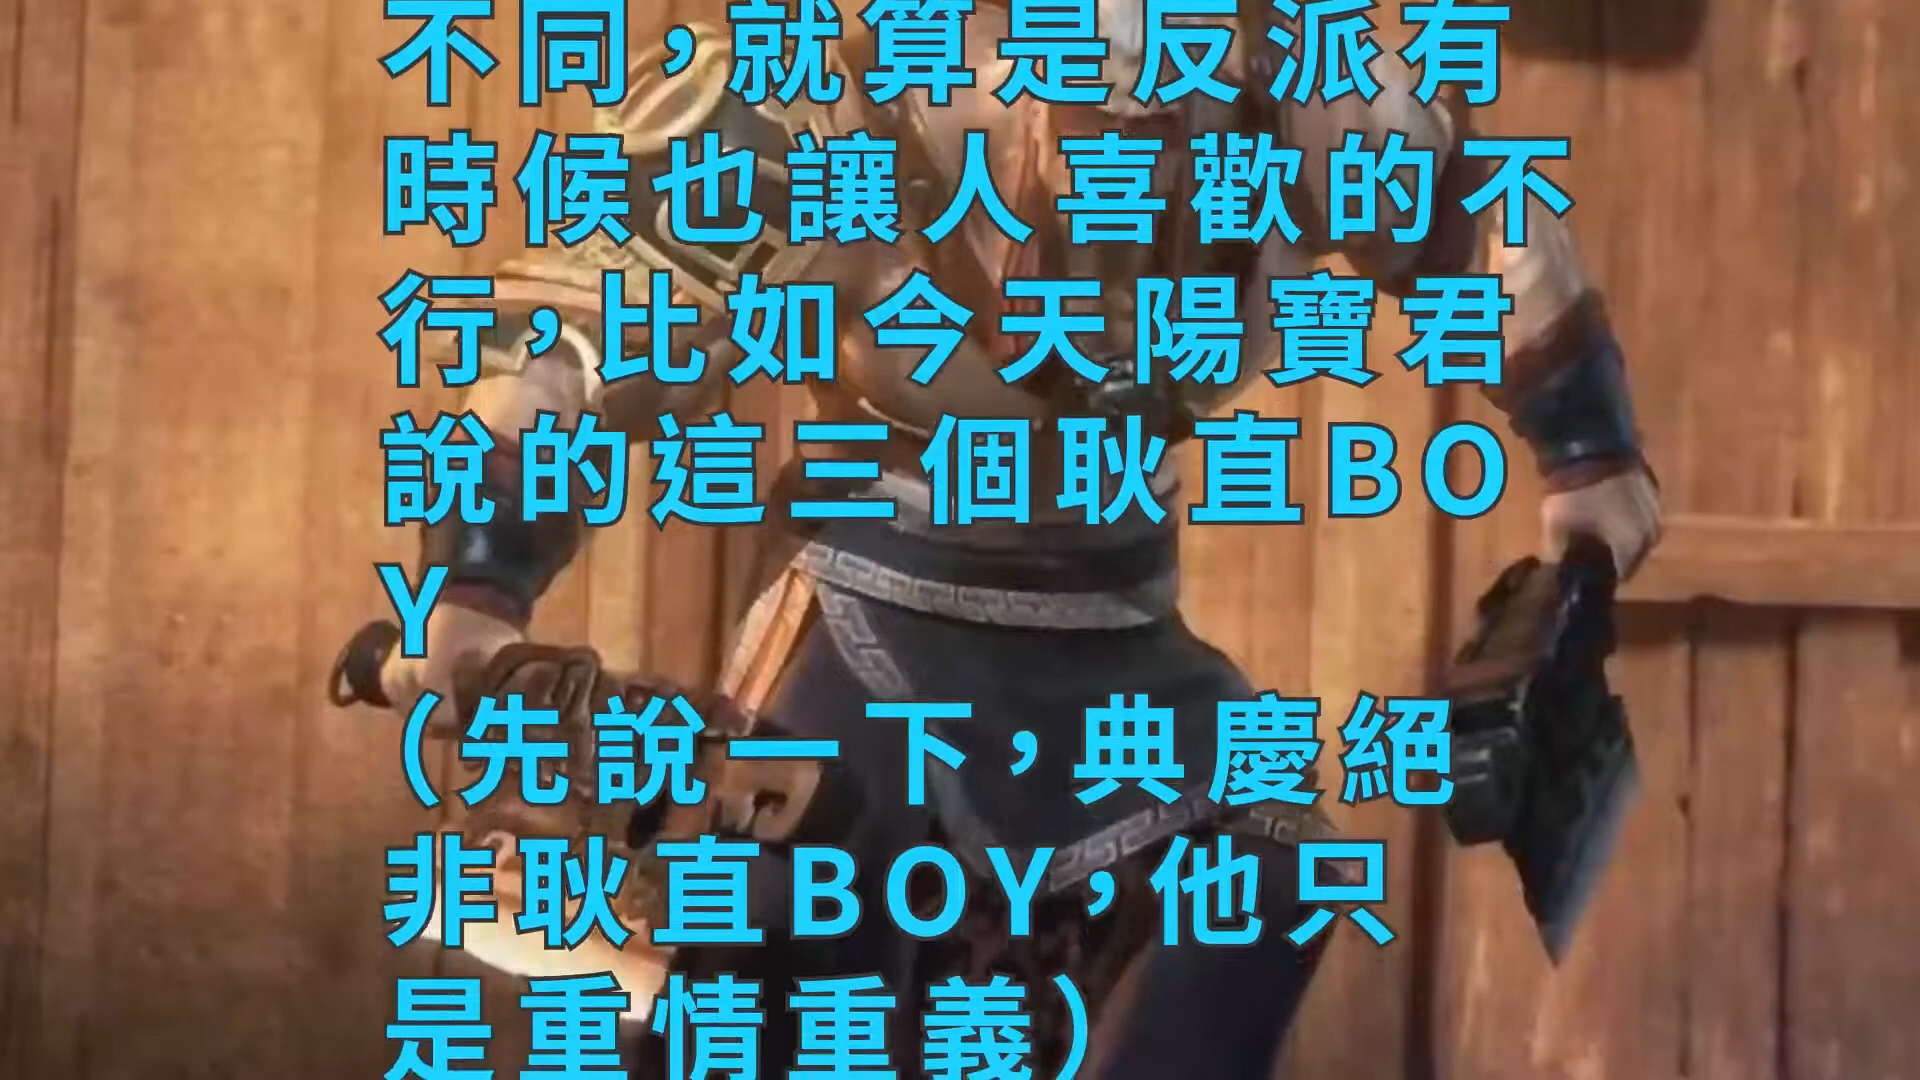 不同，就算是反派有
時候也讓人喜歡的不
行，比如今天陽寶君
說的這三個耿直BO
Y
（先說一下，典慶絕
非耿直BOY，他只
是重情重義）